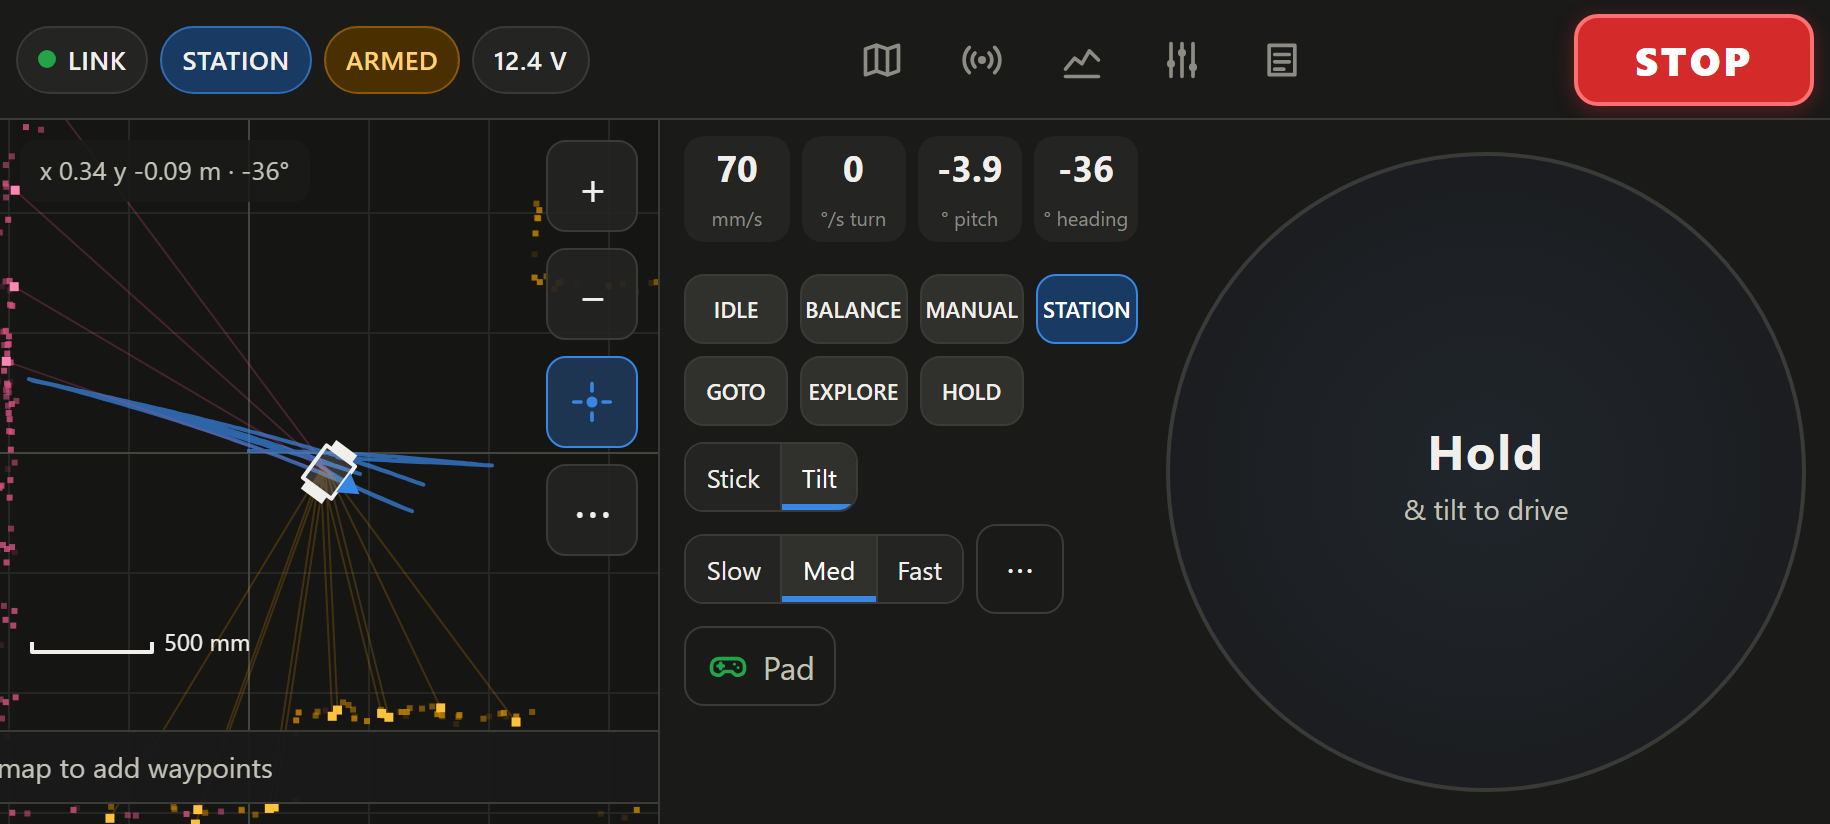 LINK
STATION
ARMED
12.4 V
STOP
x 0.34 y -0.09 m · -36°
+
−
...
500 mm
map to add waypoints
70
mm/s
0
°/s turn
-3.9
° pitch
-36
° heading
IDLE
BALANCE
MANUAL
STATION
GOTO
EXPLORE
HOLD
Stick
Tilt
Slow
Med
Fast
...
Pad
Hold
& tilt to drive